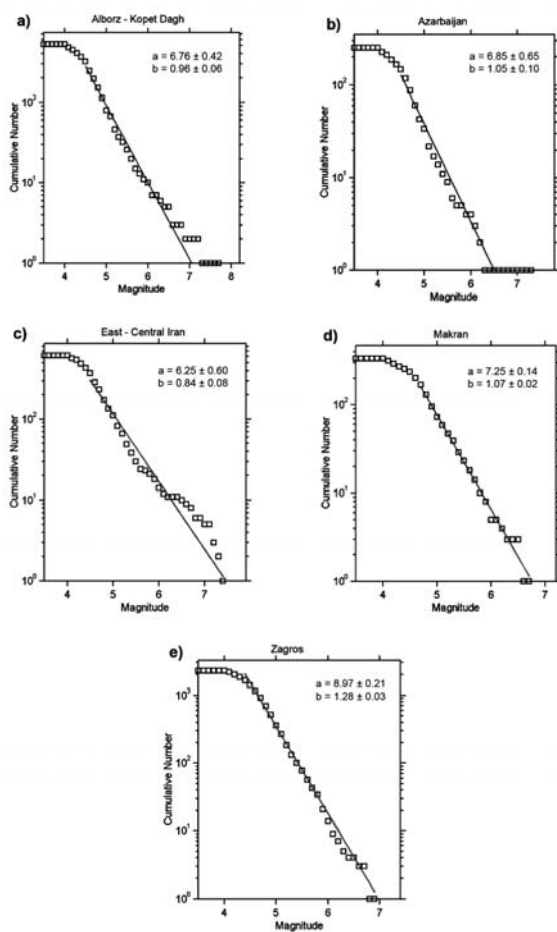 a) Alborz - Kopet Dagh
a = 6.76 ± 0.42
b = 0.96 ± 0.06
Cumulative Number
10³
10²
10¹
10⁰
4 5 6 7 8
Magnitude
b) Azarbaijan
a = 6.85 ± 0.65
b = 1.05 ± 0.10
Cumulative Number
10²
10¹
10⁰
4 5 6 7
Magnitude
c) East - Central Iran
a = 6.25 ± 0.60
b = 0.84 ± 0.08
Cumulative Number
10²
10¹
10⁰
4 5 6 7
Magnitude
d) Makran
a = 7.25 ± 0.14
b = 1.07 ± 0.02
Cumulative Number
10²
10¹
10⁰
4 5 6 7
Magnitude
e) Zagros
a = 8.97 ± 0.21
b = 1.28 ± 0.03
Cumulative Number
10³
10²
10¹
10⁰
4 5 6 7
Magnitude